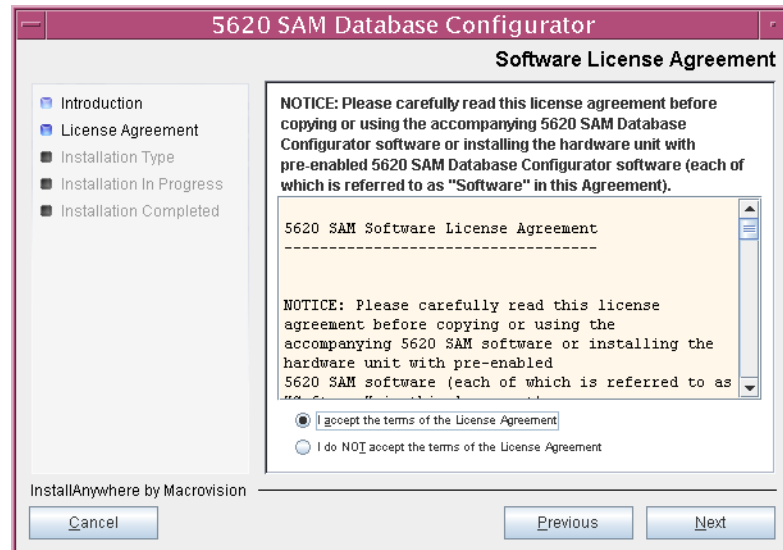 5620 SAM Database Configurator
Software License Agreement
Introduction
License Agreement
Installation Type
Installation In Progress
Installation Completed
NOTICE: Please carefully read this license agreement before
copying or using the accompanying 5620 SAM Database
Configurator software or installing the hardware unit with
pre-enabled 5620 SAM Database Configurator software (each of
which is referred to as "Software" in this Agreement).
5620 SAM Software License Agreement
-----------------------------------
NOTICE: Please carefully read this license
agreement before copying or using the
accompanying 5620 SAM software or installing the
hardware unit with pre-enabled
5620 SAM software (each of which is referred to as
I accept the terms of the License Agreement
I do NOT accept the terms of the License Agreement
InstallAnywhere by Macrovision
Cancel
Previous
Next